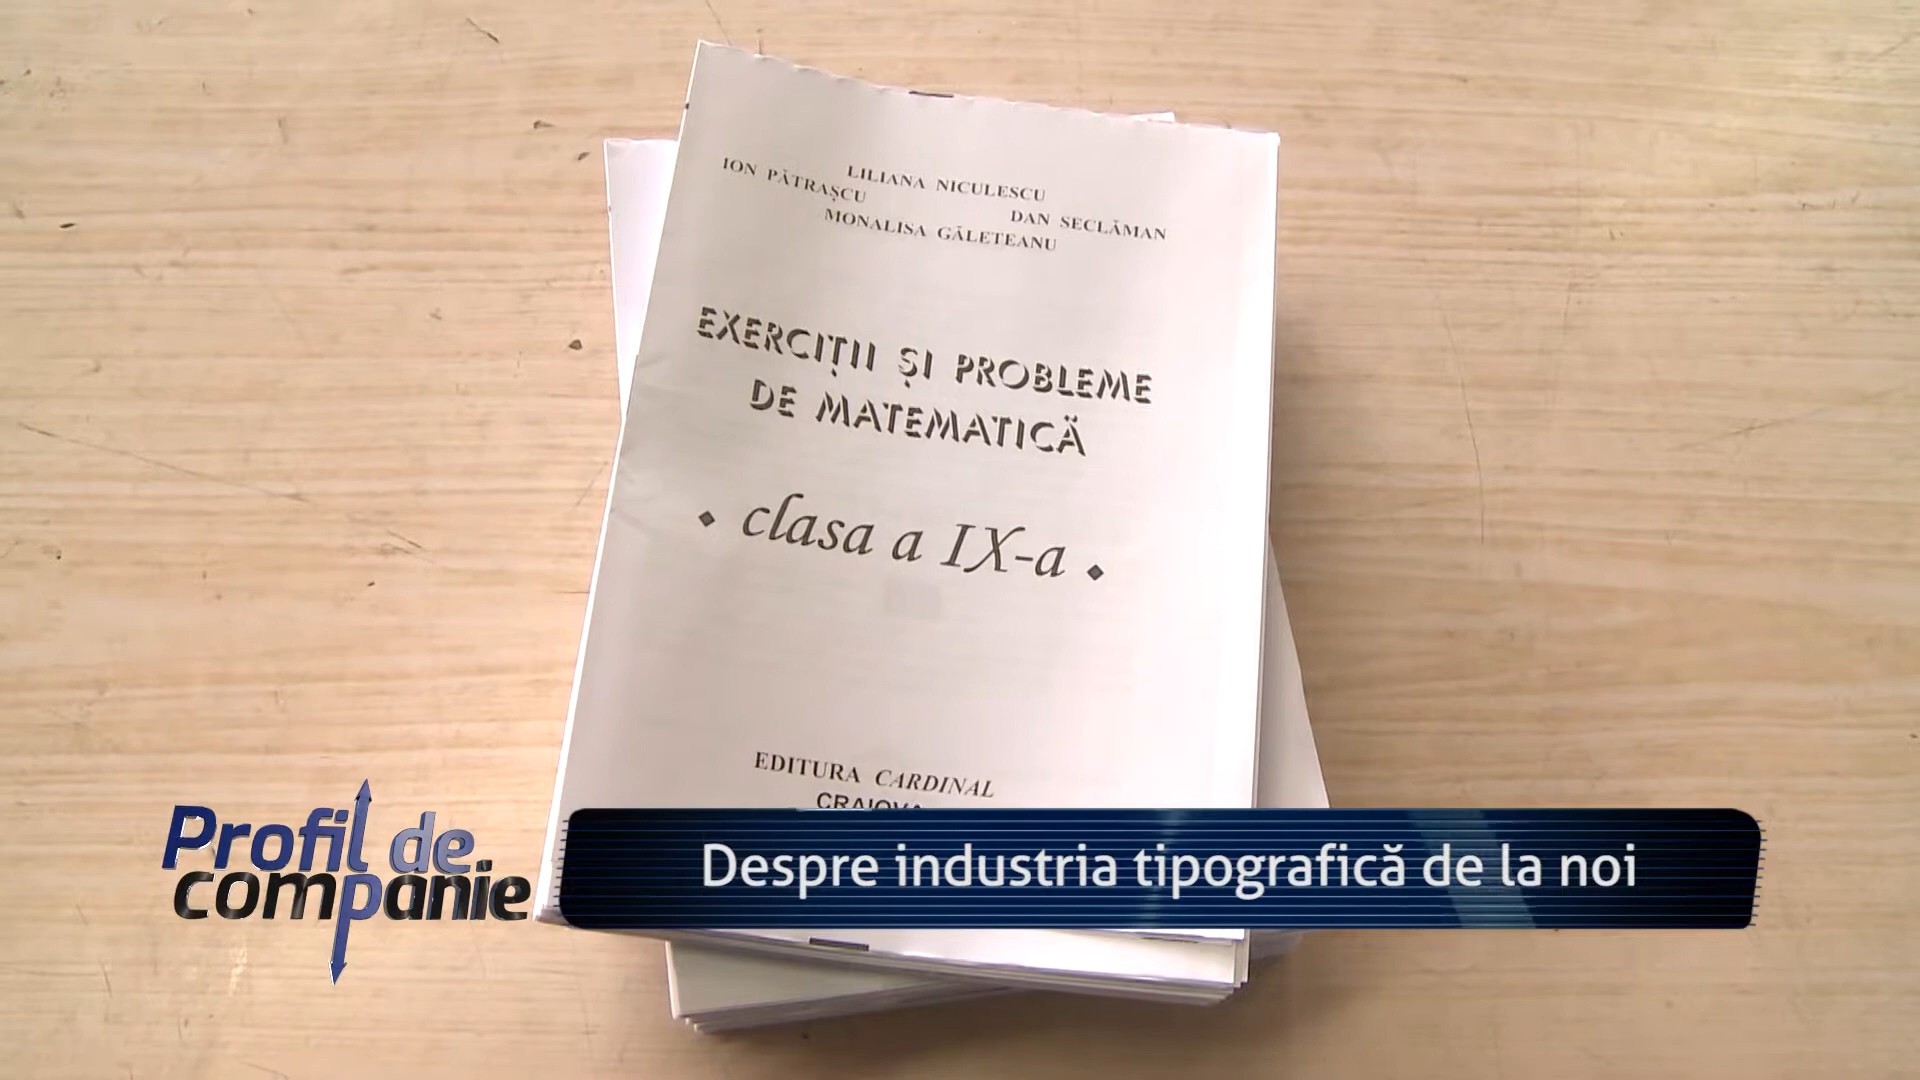 LILIANA NICULESCU
ION PĂTRAȘCU
DAN SECLĂMAN
MONALISA GĂLETEANU
EXERCIȚII ȘI PROBLEME
DE MATEMATICĂ
clasa a IX-a
EDITURA CARDINAL
CRAIOVA
Profil de
companie
Despre industria tipografică de la noi